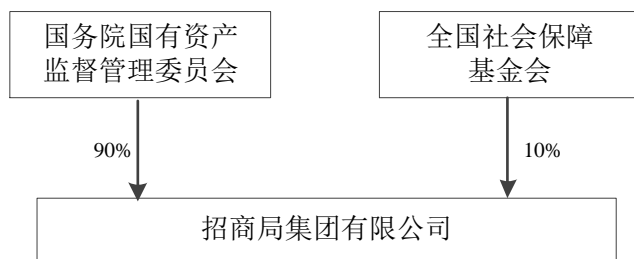 国务院国有资产
监督管理委员会
全国社会保障
基金会
90%
10%
招商局集团有限公司